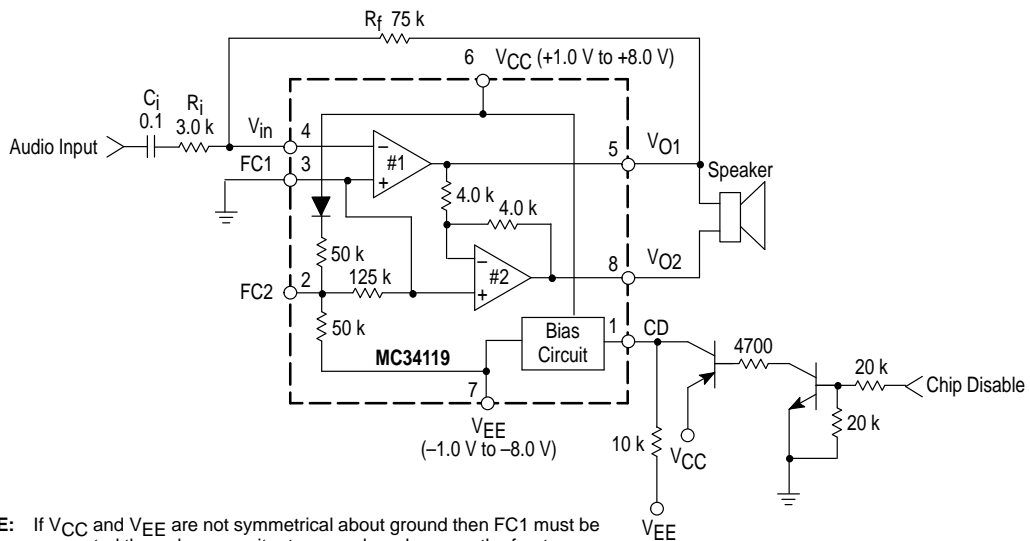 Rf 75 k
6 VCC (+1.0 V to +8.0 V)
Ci
0.1
Ri
3.0 k
Vin
4
Audio Input
FC1
3
–
#1
+
5
VO1
Speaker
4.0 k
4.0 k
50 k
–
#2
+
8
VO2
2
125 k
FC2
50 k
Bias
Circuit
1
CD
MC34119
4700
20 k
Chip Disable
7
VEE
(–1.0 V to –8.0 V)
10 k
VCC
20 k
VEE
E: If VCC and VEE are not symmetrical about ground then FC1 must be